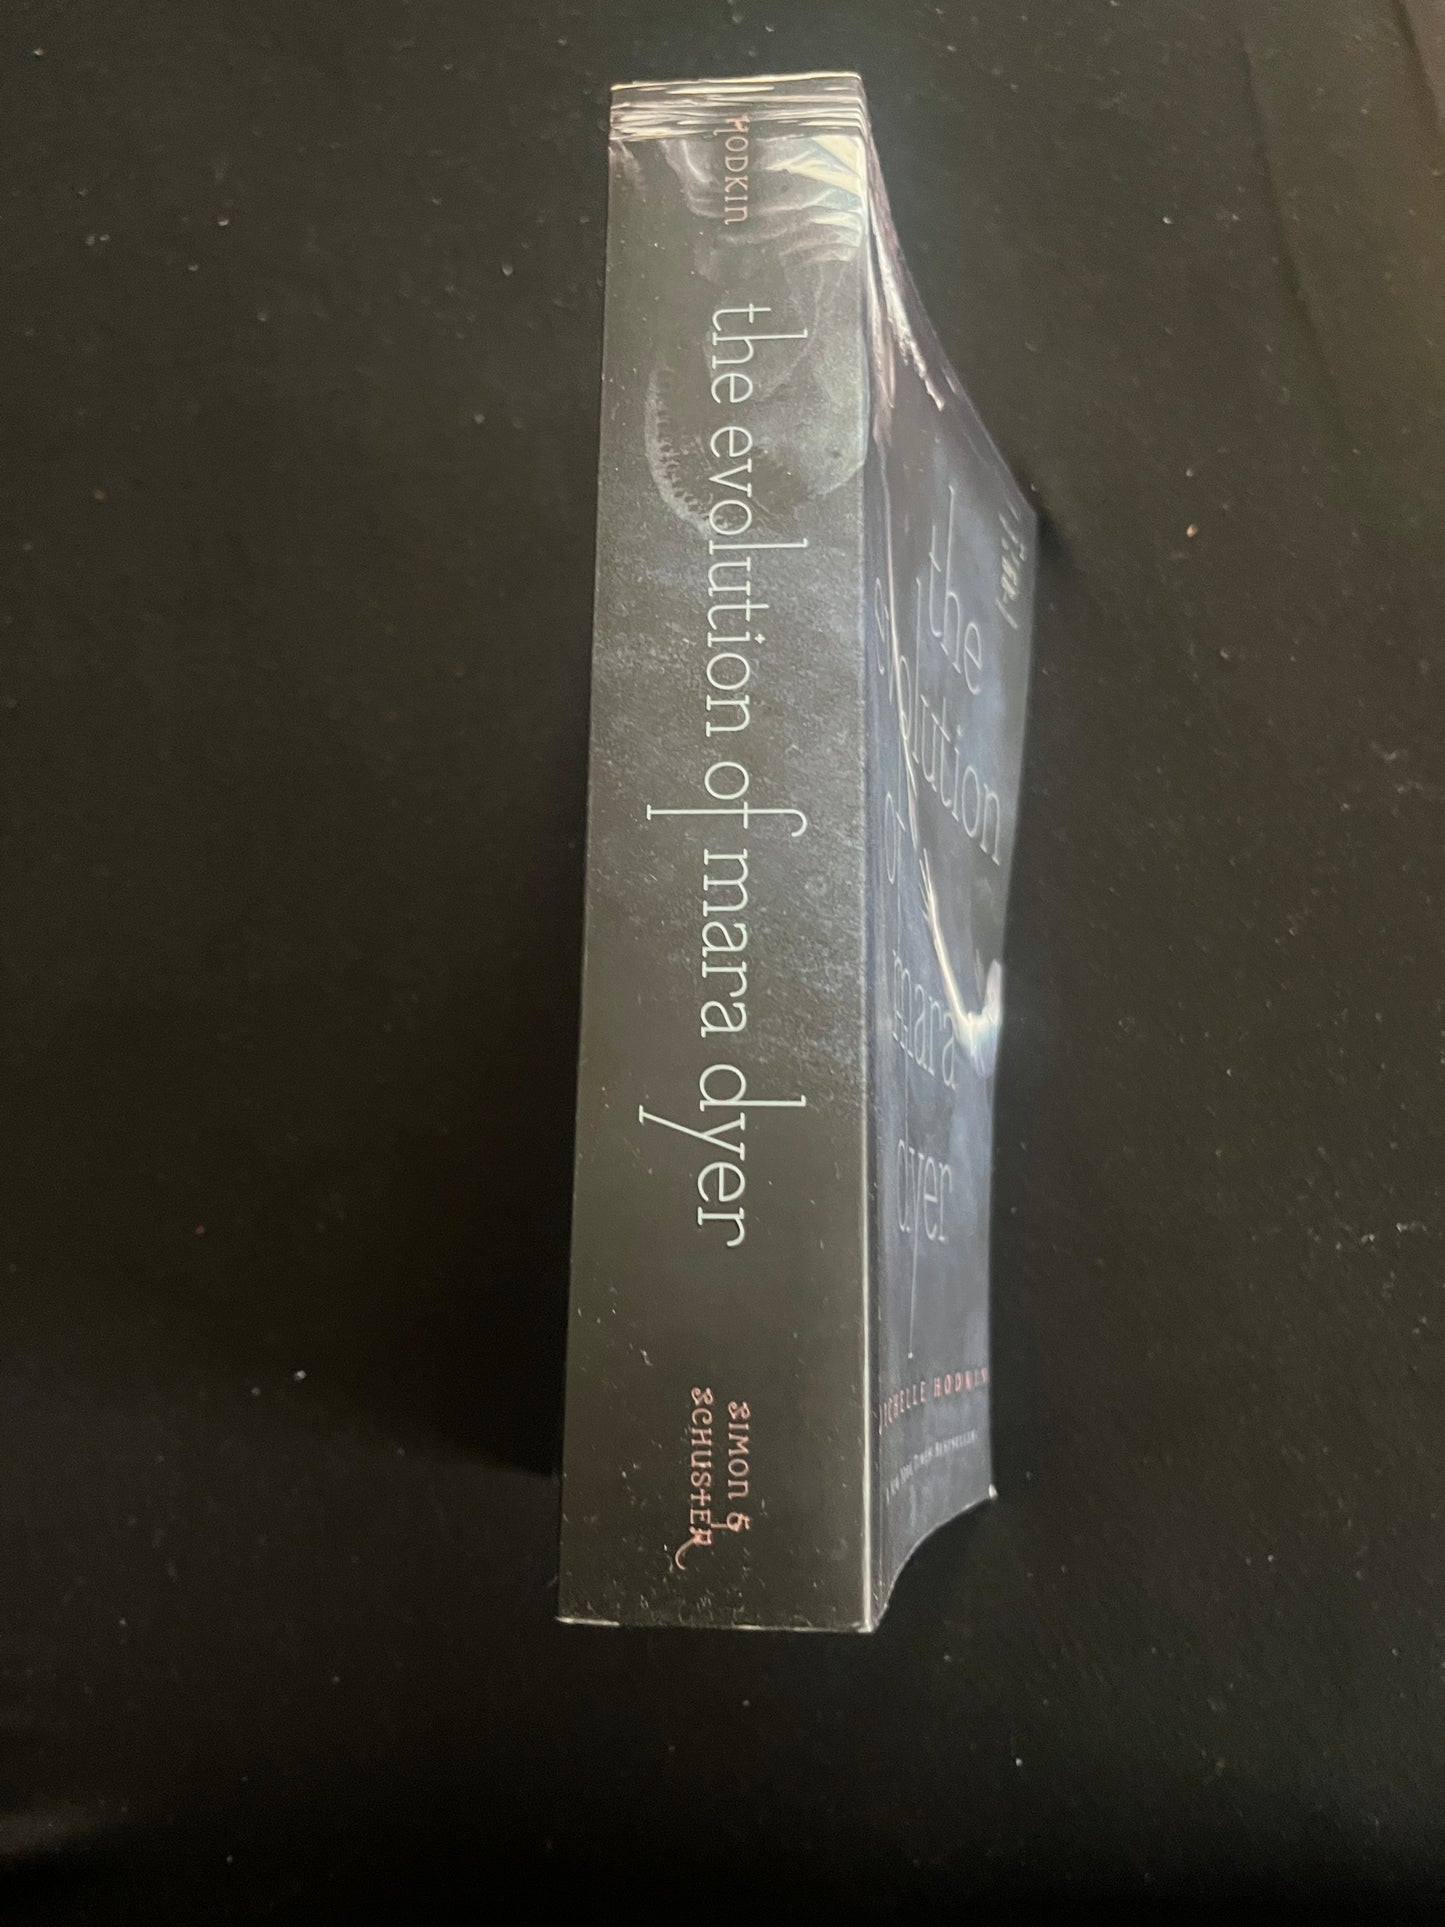 HODKIN
the evolution of mara dyer
SIMON &
SCHUSTER
the
evolution
of
mara
dyer
MICHELLE HODKIN